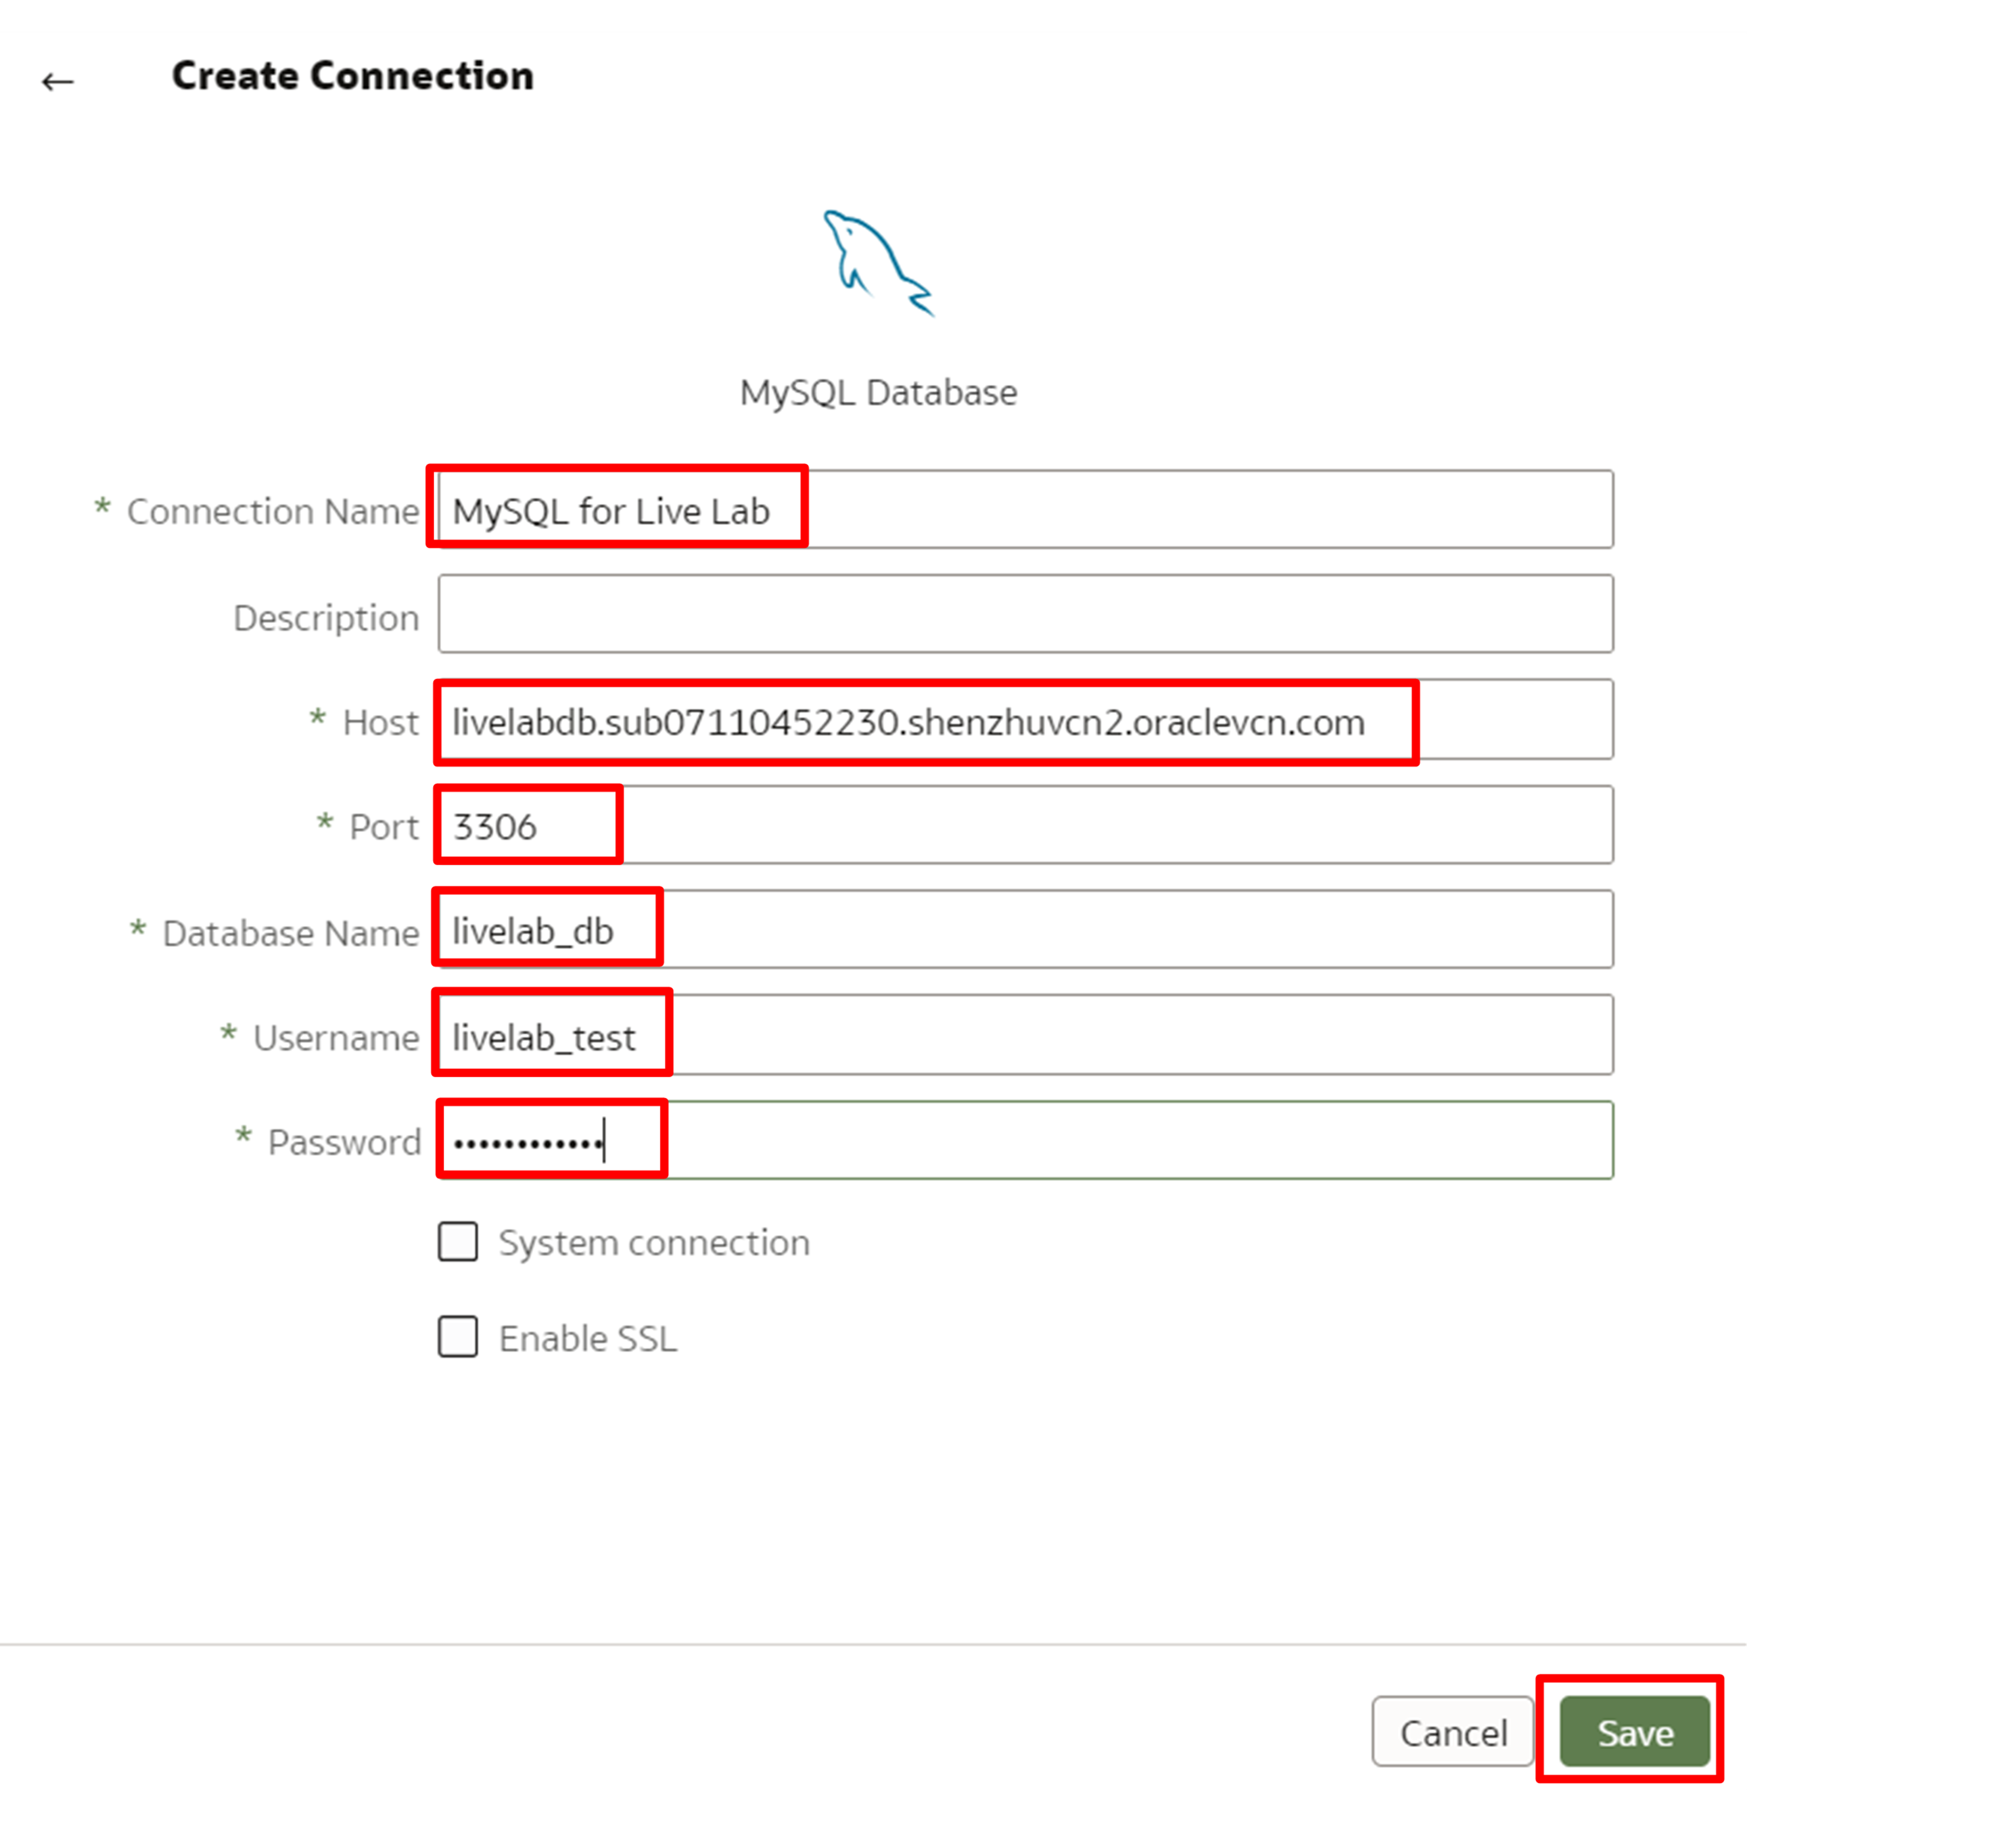 Create Connection
MySQL Database
* Connection Name MySQL for Live Lab
Description
* Host livelabdb.sub07110452230.shenzhuvcn2.oraclevcn.com
* Port 3306
* Database Name livelab_db
* Username livelab_test
* Password ••••••••••••
System connection
Enable SSL
Cancel Save